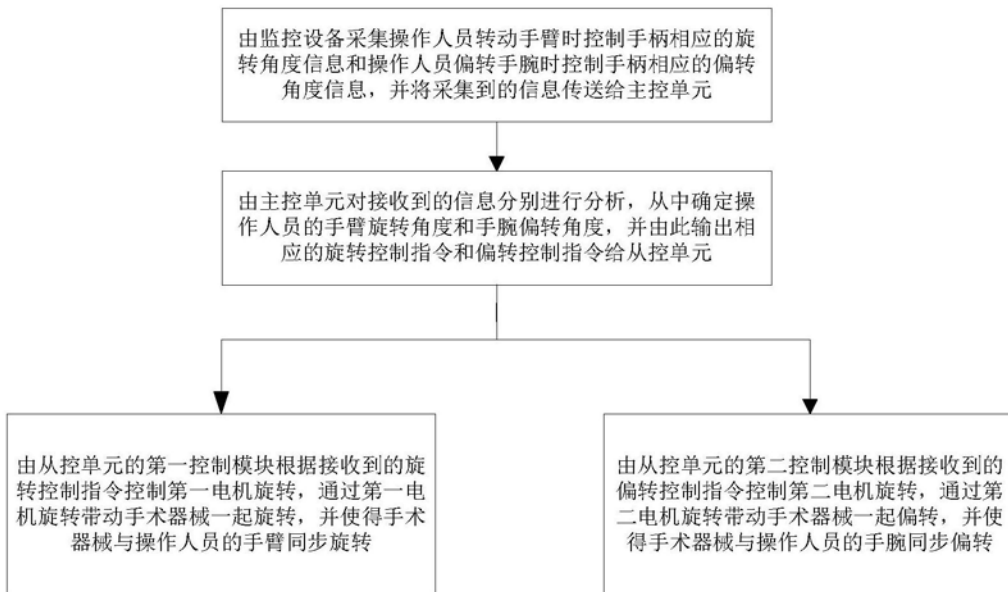 由监控设备采集操作人员转动手臂时控制手柄相应的旋
转角度信息和操作人员偏转手腕时控制手柄相应的偏转
角度信息，并将采集到的信息传送给主控单元
由主控单元对接收到的信息分别进行分析，从中确定操
作人员的手臂旋转角度和手腕偏转角度，并由此输出相
应的旋转控制指令和偏转控制指令给从控单元
由从控单元的第一控制模块根据接收到的旋
转控制指令控制第一电机旋转，通过第一电
机旋转带动手术器械一起旋转，并使得手术
器械与操作人员的手臂同步旋转
由从控单元的第二控制模块根据接收到的
偏转控制指令控制第二电机旋转，通过第
二电机旋转带动手术器械一起偏转，并使
得手术器械与操作人员的手腕同步偏转